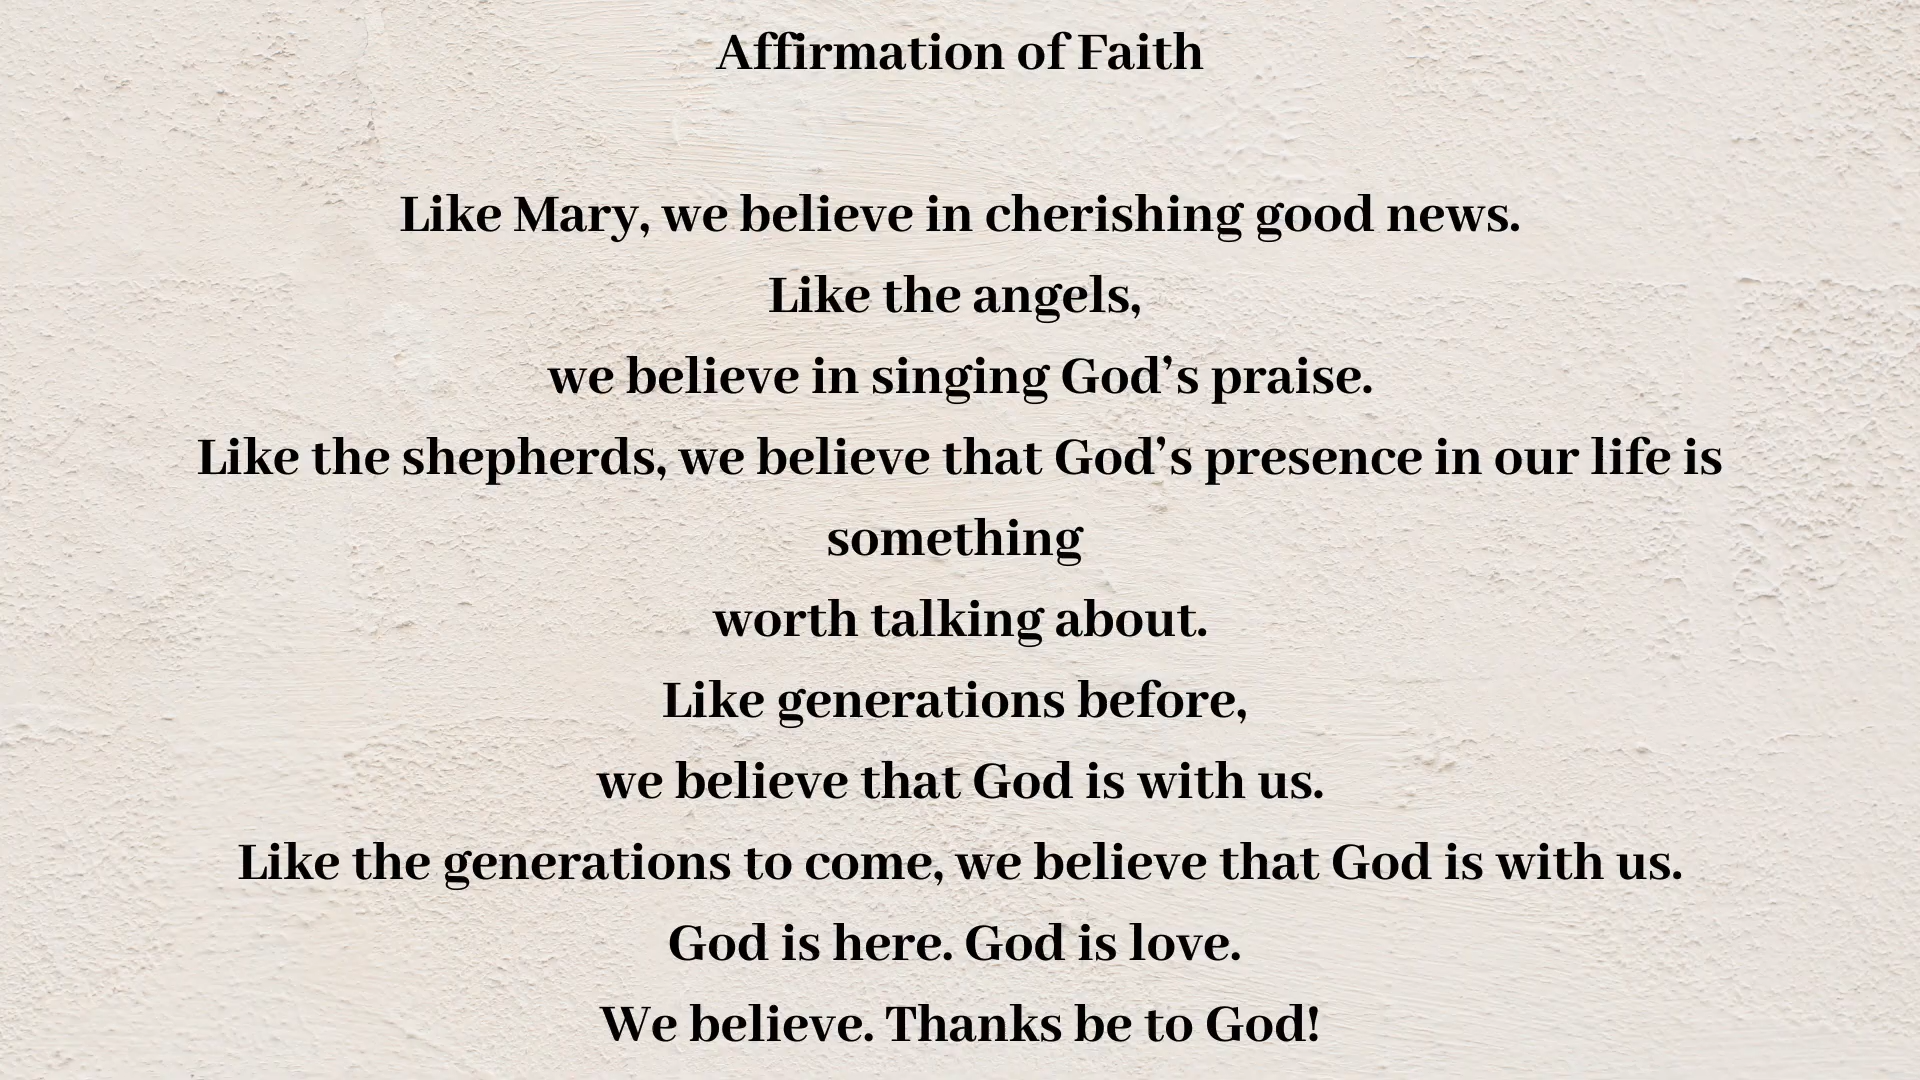 Affirmation of Faith
Like Mary, we believe in cherishing good news.
Like the angels,
we believe in singing God’s praise.
Like the shepherds, we believe that God’s presence in our life is
something
worth talking about.
Like generations before,
we believe that God is with us.
Like the generations to come, we believe that God is with us.
God is here. God is love.
We believe. Thanks be to God!